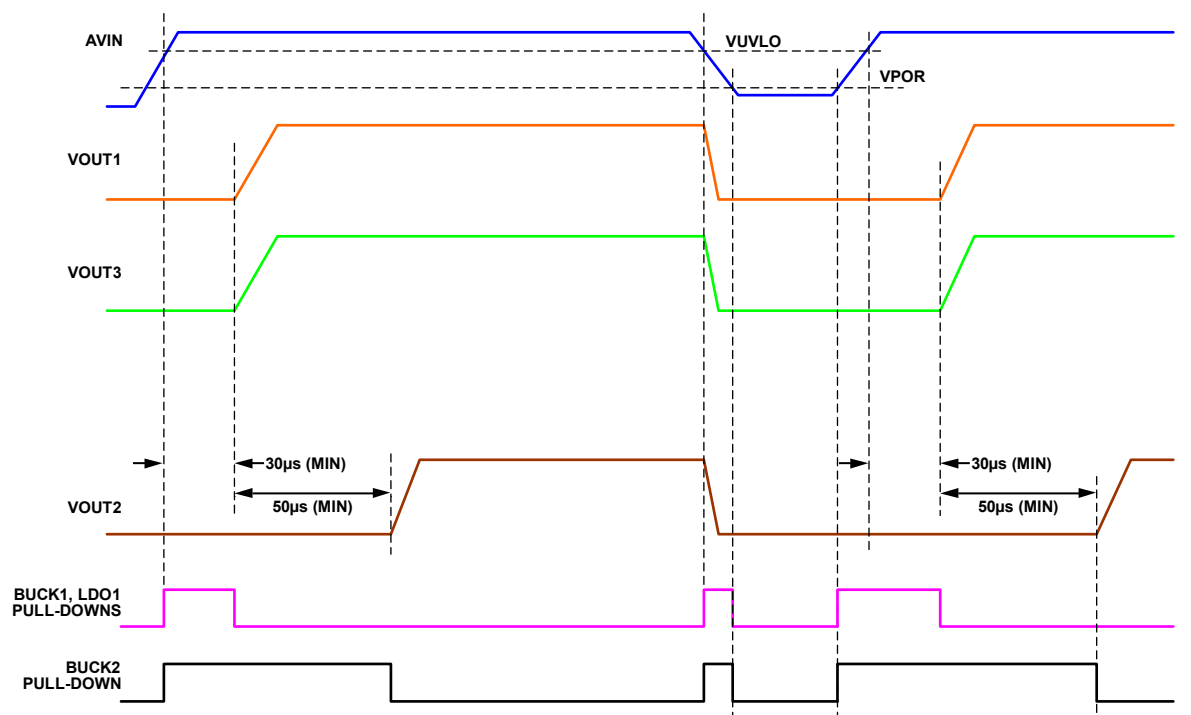 AVIN
VUVLO
VPOR
VOUT1
VOUT3
30µs (MIN)
30µs (MIN)
50µs (MIN)
50µs (MIN)
VOUT2
BUCK1, LDO1
PULL-DOWNS
BUCK2
PULL-DOWN